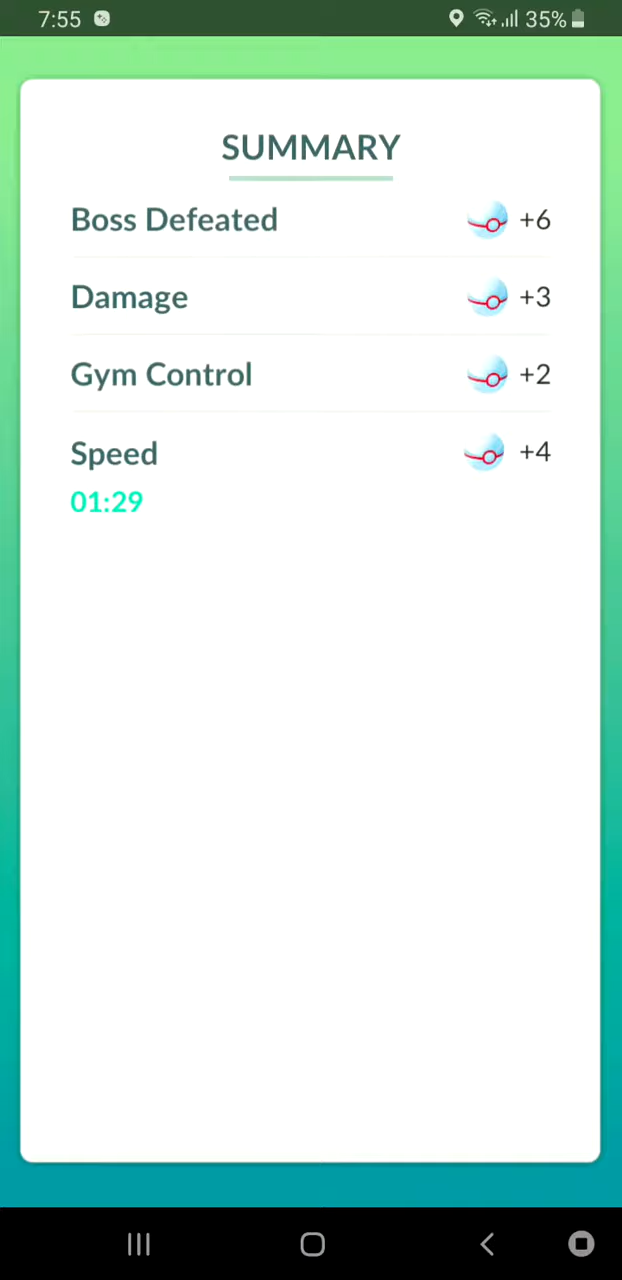 7:55 35%
SUMMARY
Boss Defeated +6
Damage +3
Gym Control +2
Speed +4
01:29